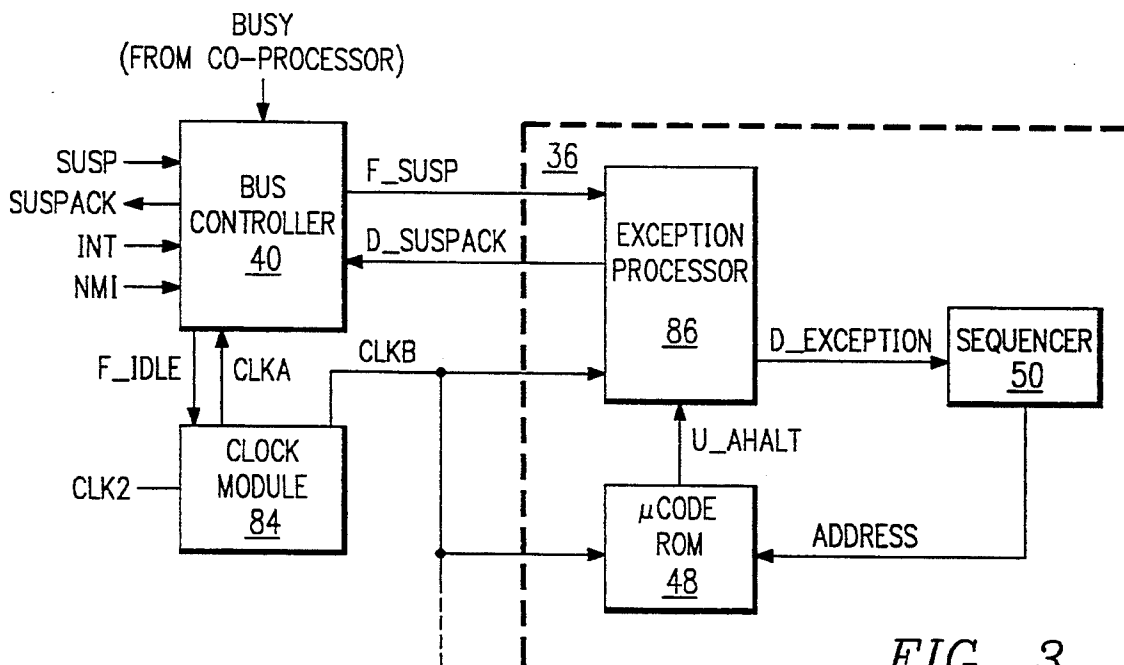 BUSY
(FROM CO-PROCESSOR)
SUSP
SUSPACK
INT
NMI
BUS
CONTROLLER
40
F_SUSP
D_SUSPACK
36
EXCEPTION
PROCESSOR
86
D_EXCEPTION
SEQUENCER
50
F_IDLE
CLKA
CLKB
CLK2
CLOCK
MODULE
84
U_AHALT
μCODE
ROM
48
ADDRESS
FIG. 3